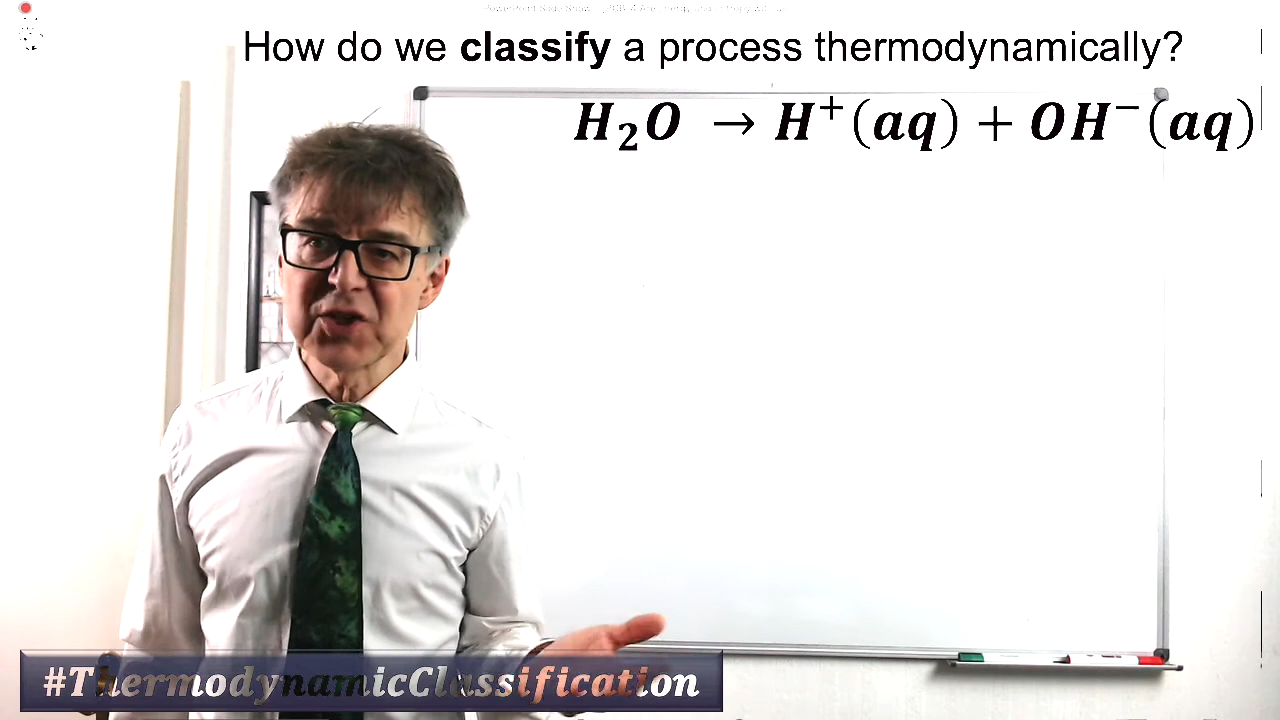 How do we classify a process thermodynamically?
H₂O → H⁺(aq) + OH⁻(aq)
#ThermodynamicClassification